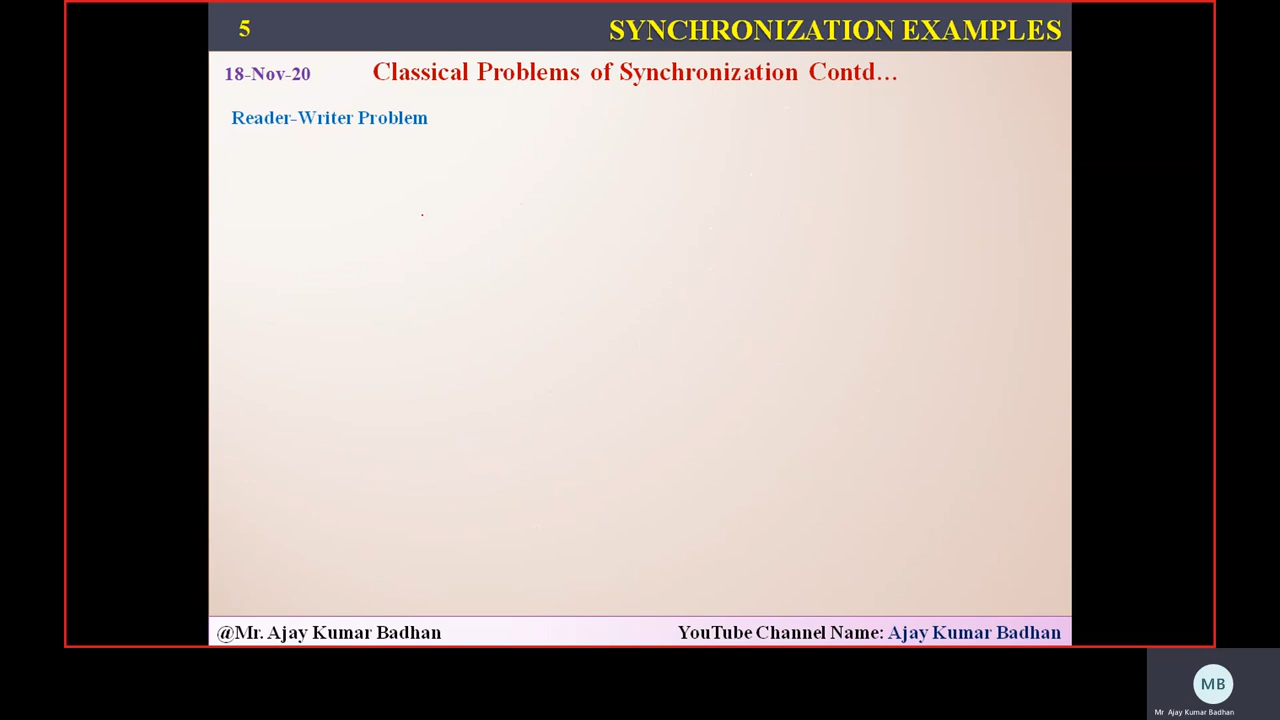 5 SYNCHRONIZATION EXAMPLES
18-Nov-20 Classical Problems of Synchronization Contd...
Reader-Writer Problem
@Mr. Ajay Kumar Badhan YouTube Channel Name: Ajay Kumar Badhan
MB
Mr Ajay Kumar Badhan